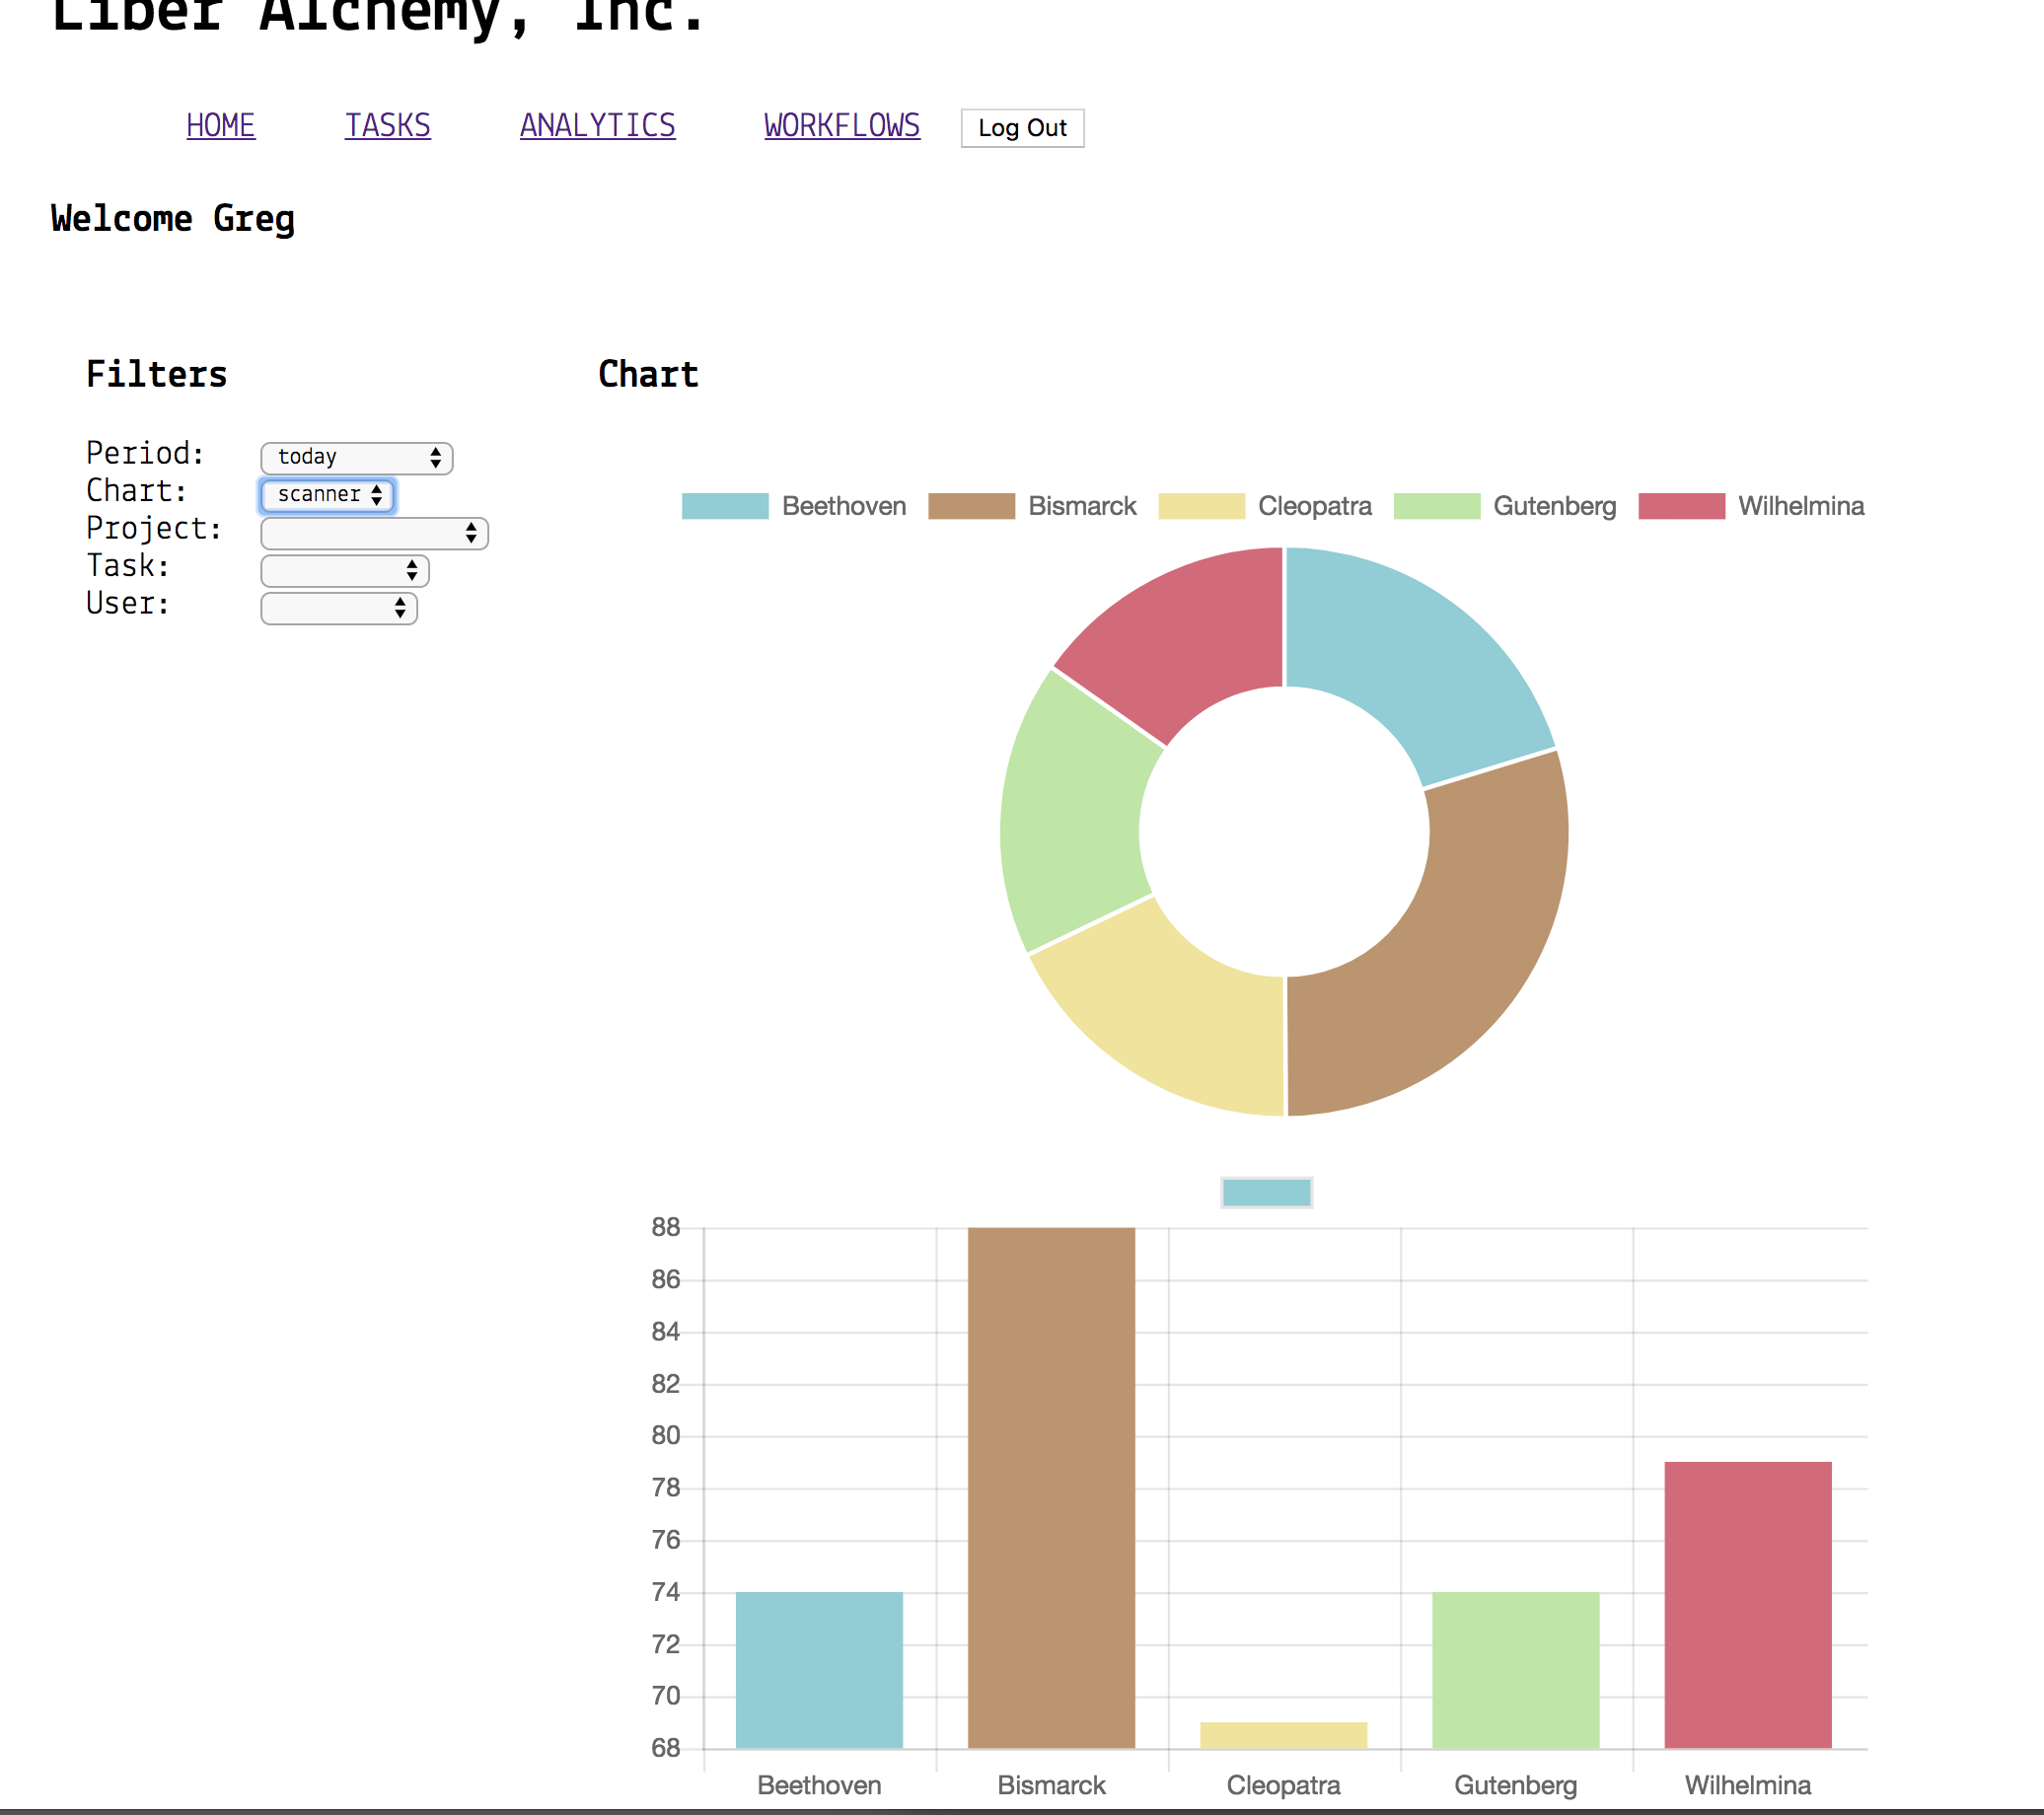 Liber Alchemy, Inc.
HOME TASKS ANALYTICS WORKFLOWS Log Out
Welcome Greg
Filters
Period: today
Chart: scanner
Project:
Task:
User:
Chart
Beethoven Bismarck Cleopatra Gutenberg Wilhelmina
88
86
84
82
80
78
76
74
72
70
68
Beethoven Bismarck Cleopatra Gutenberg Wilhelmina